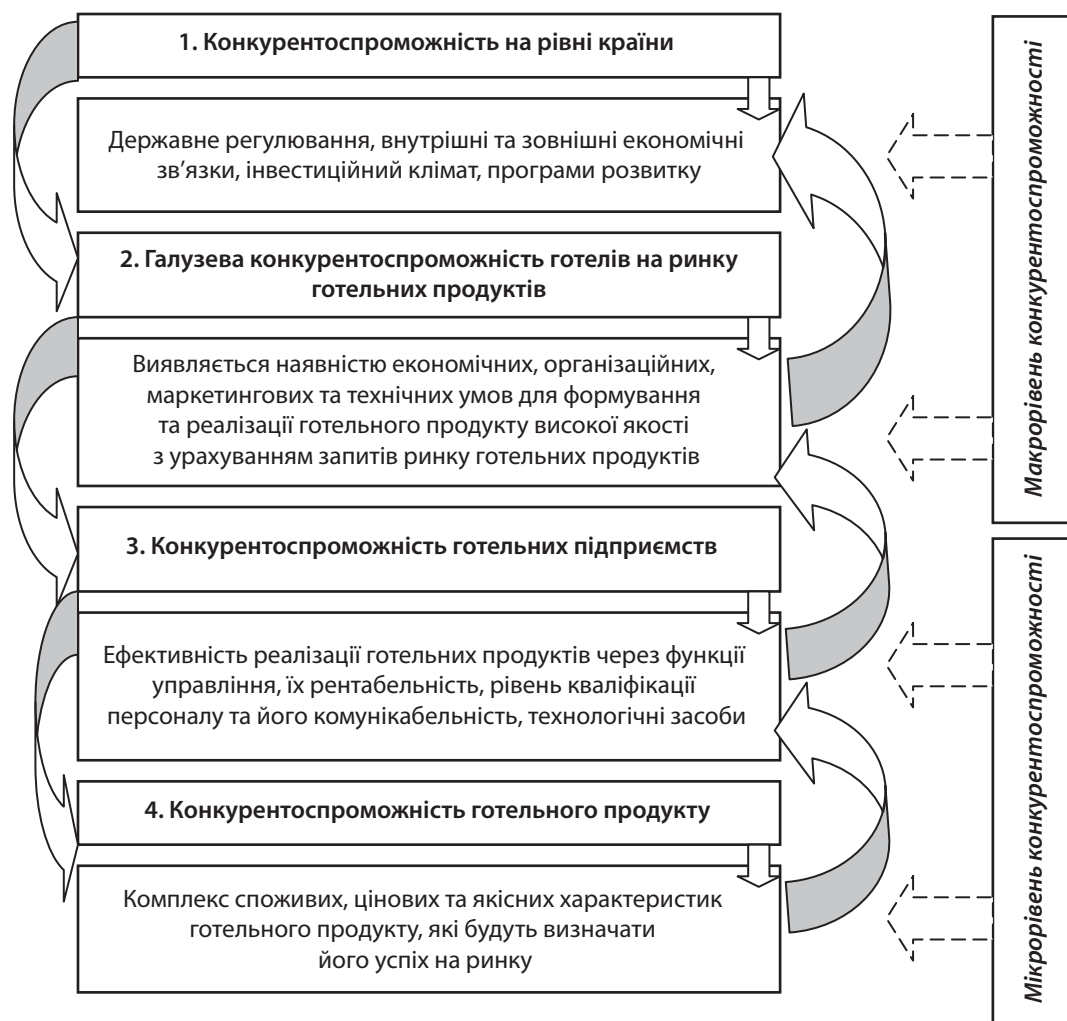 1. Конкурентоспроможність на рівні країни
Державне регулювання, внутрішні та зовнішні економічні
зв’язки, інвестиційний клімат, програми розвитку
2. Галузева конкурентоспроможність готелів на ринку
готельних продуктів
Виявляється наявністю економічних, організаційних,
маркетингових та технічних умов для формування
та реалізації готельного продукту високої якості
з урахуванням запитів ринку готельних продуктів
3. Конкурентоспроможність готельних підприємств
Ефективність реалізації готельних продуктів через функції
управління, їх рентабельність, рівень кваліфікації
персоналу та його комунікабельність, технологічні засоби
4. Конкурентоспроможність готельного продукту
Комплекс споживих, цінових та якісних характеристик
готельного продукту, які будуть визначати
його успіх на ринку
Макрорівень конкурентоспроможності
Мікрорівень конкурентоспроможності